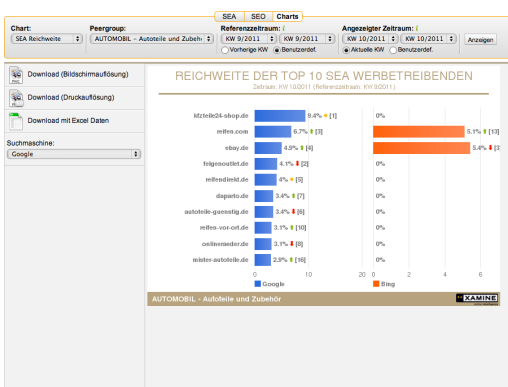 SEA SEO Charts
Chart: Peergroup: Referenzzeitraum: i Angezeigter Zeitraum: i
SEA Reichweite AUTOMOBIL - Autoteile und Zubeh KW 9/2011 KW 9/2011 KW 10/2011 KW 10/2011 Anzeigen
Vorherige KW Benutzerdef. Aktuelle KW Benutzerdef.
Download (Bildschirmauflösung)
Download (Druckauflösung)
Download mit Excel Daten
Suchmaschine:
Google
REICHWEITE DER TOP 10 SEA WERBETREIBENDEN
Zeitraum: KW 10/2011 (Referenzzeitraum: KW 9/2011)
kfzteile24-shop.de 9.4% [1] 0%
reifen.com 6.7% [3] 5.1% [13]
ebay.de 4.9% [4] 5.4% [3
felgenoutlet.de 4.1% [2] 0%
reifendirekt.de 4% [5] 0%
daparto.de 3.4% [7] 0%
autoteile-guenstig.de 3.4% [6] 0%
reifen-vor-ort.de 3.1% [10] 0%
3.1% [8] 0%
mister-autoteile.de 2.9% [16] 0%
0 10 20 0 2 4 6
Google Bing
AUTOMOBIL - Autoteile und Zubehör XAMINE